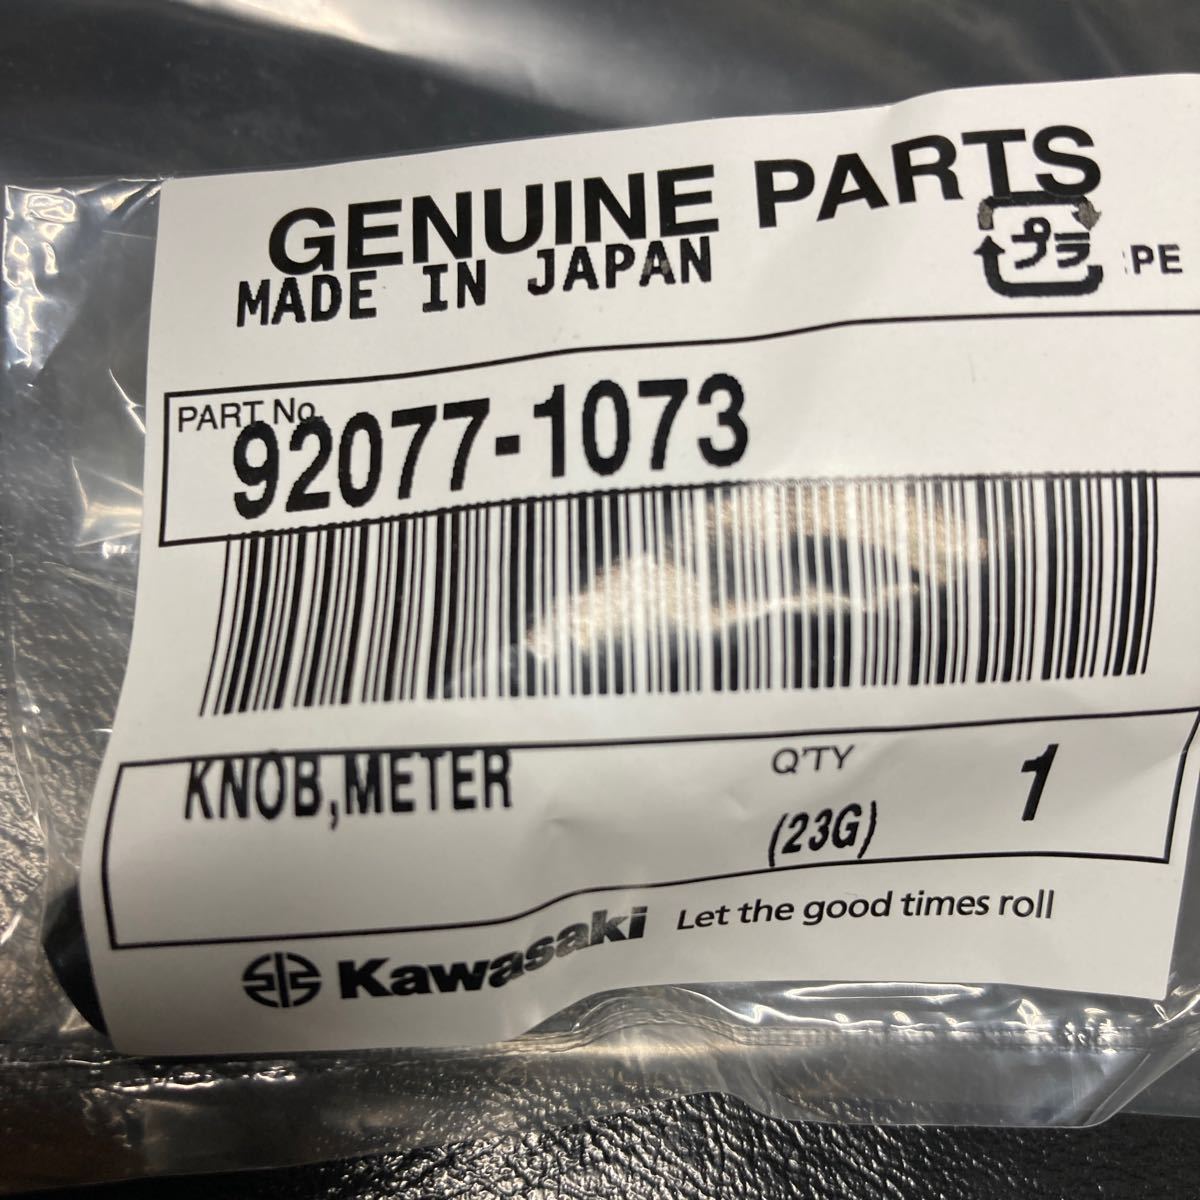 GENUINE PARTS
MADE IN JAPAN
プラ :PE
PART No.
92077-1073
KNOB,METER
Q'TY 1
(23G)
Kawasaki Let the good times roll